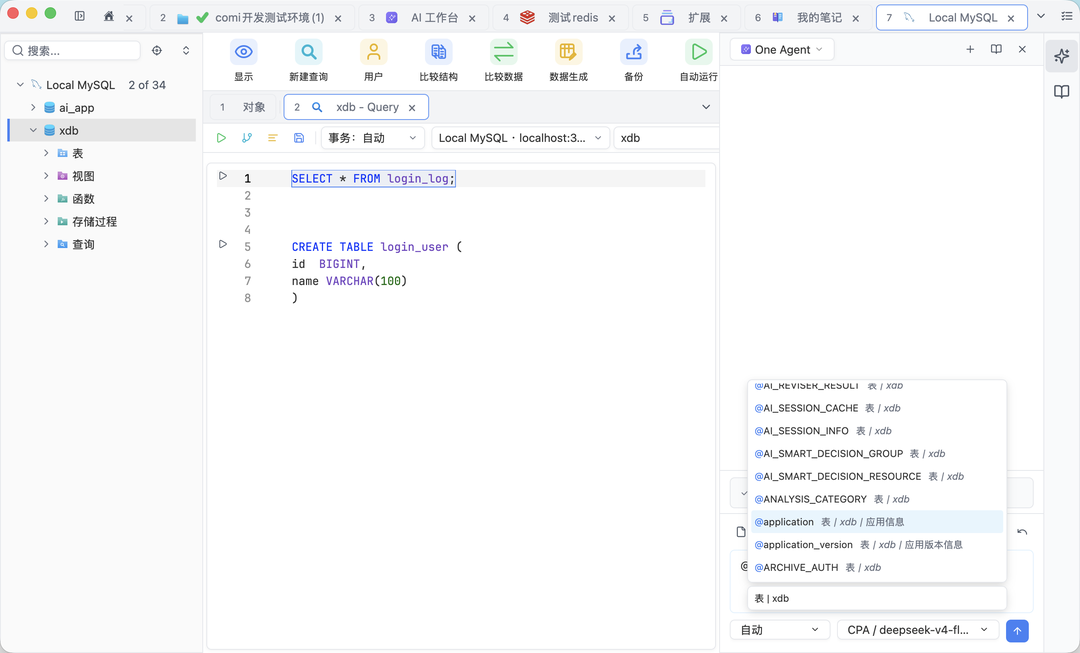 1
2 comi开发测试环境 (1)
3 AI 工作台
4 测试redis
5 扩展
6 我的笔记
7 Local MySQL
搜索...
显示
新建查询
用户
比较结构
比较数据
数据生成
备份
自动运行
One Agent
Local MySQL 2 of 34
ai_app
xdb
表
视图
函数
存储过程
查询
1 对象
2 xdb - Query
事务: 自动
Local MySQL · localhost:3...
xdb
1 SELECT * FROM login_log;
2
3
4
5 CREATE TABLE login_user (
6 id BIGINT,
7 name VARCHAR(100)
8 )
@AI_REVISER_RESULT 表 | xdb
@AI_SESSION_CACHE 表 | xdb
@AI_SESSION_INFO 表 | xdb
@AI_SMART_DECISION_GROUP 表 | xdb
@AI_SMART_DECISION_RESOURCE 表 | xdb
@ANALYSIS_CATEGORY 表 | xdb
@application 表 | xdb | 应用信息
@application_version 表 | xdb | 应用版本信息
@ARCHIVE_AUTH 表 | xdb
@
表 | xdb
自动
CPA / deepseek-v4-fl...